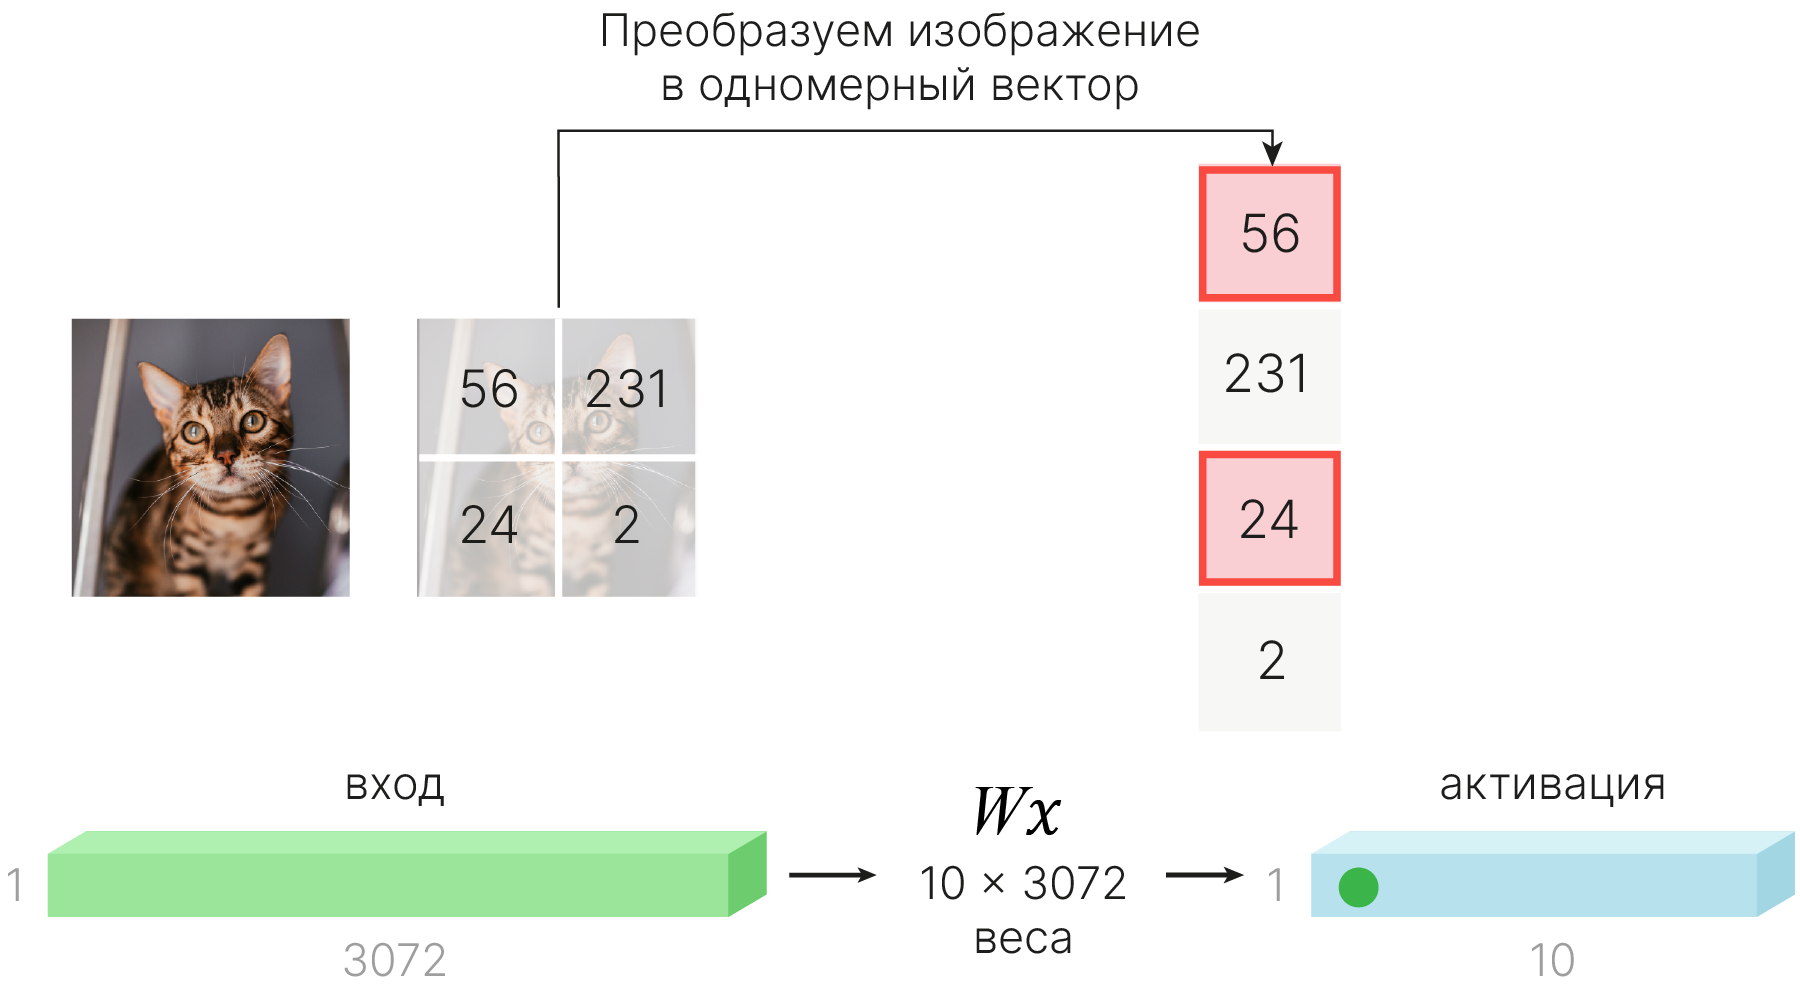 Преобразуем изображение
в одномерный вектор
56 231
24 2
56
231
24
2
вход
1
3072
Wx
10 × 3072
веса
активация
1
10